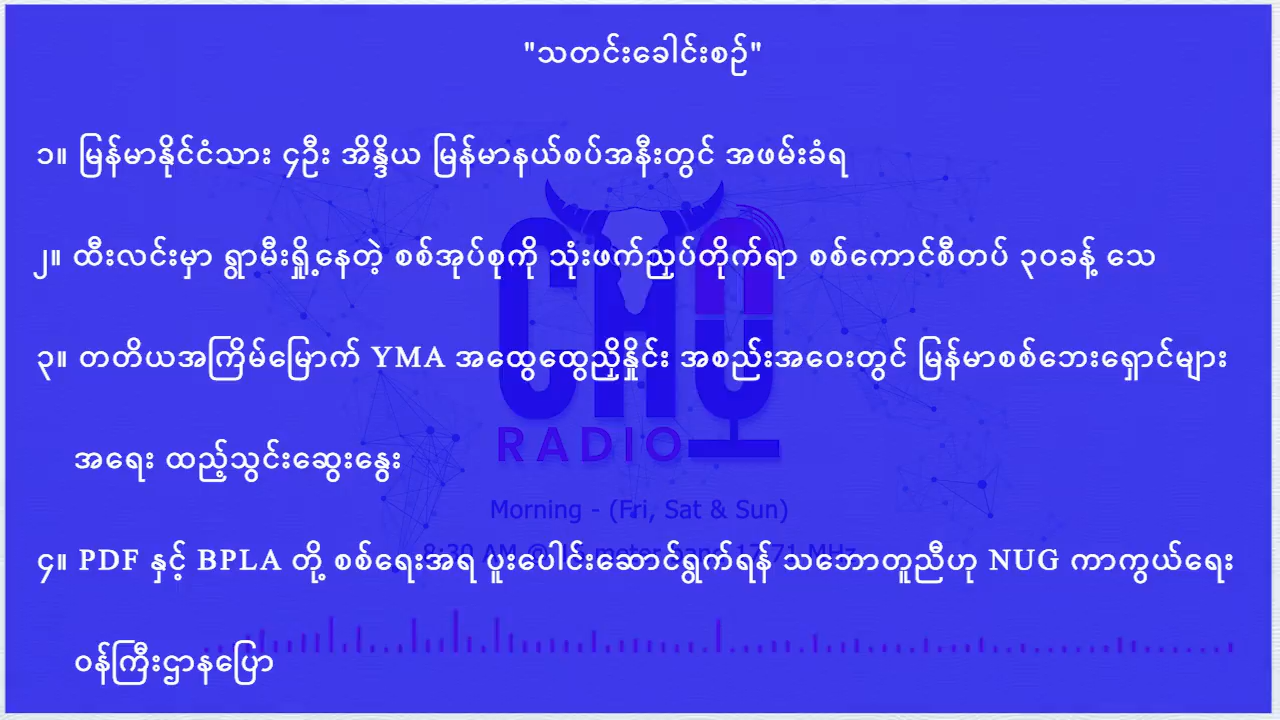 "သတင်းခေါင်းစဉ်"
၁။ မြန်မာနိုင်ငံသား ၄ဦး အိန္ဒိယ မြန်မာနယ်စပ်အနီးတွင် အဖမ်းခံရ
၂။ ထီးလင်းမှာ ရွာမီးရှို့နေတဲ့ စစ်အုပ်စုကို သုံးဖက်ညှပ်တိုက်ရာ စစ်ကောင်စီတပ် ၃၀ခန့် သေ
၃။ တတိယအကြိမ်မြောက် YMA အထွေထွေညှိနှိုင်း အစည်းအဝေးတွင် မြန်မာစစ်ဘေးရှောင်များ
အရေး ထည့်သွင်းဆွေးနွေး
၄။ PDF နှင့် BPLA တို့ စစ်ရေးအရ ပူးပေါင်းဆောင်ရွက်ရန် သဘောတူညီဟု NUG ကာကွယ်ရေး
ဝန်ကြီးဌာနပြော
RADIO
Morning - (Fri, Sat & Sun)